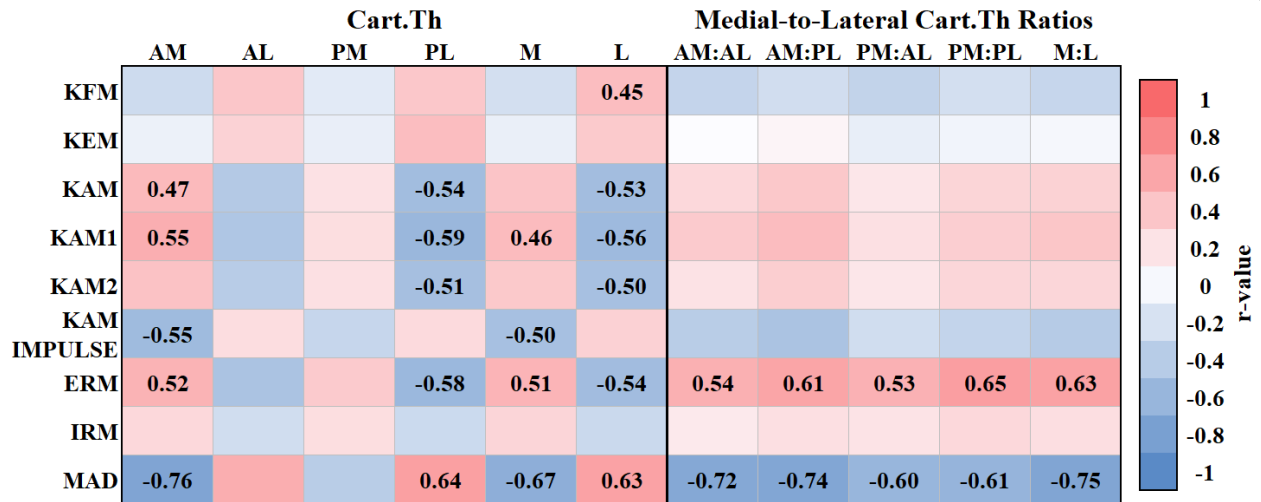 Cart.Th Medial-to-Lateral Cart.Th Ratios
AM AL PM PL M L AM:AL AM:PL PM:AL PM:PL M:L
KFM 0.45
KEM
KAM 0.47 -0.54 -0.53
KAM1 0.55 -0.59 0.46 -0.56
KAM2 -0.51 -0.50
KAM
IMPULSE -0.55 -0.50
ERM 0.52 -0.58 0.51 -0.54 0.54 0.61 0.53 0.65 0.63
IRM
MAD -0.76 0.64 -0.67 0.63 -0.72 -0.74 -0.60 -0.61 -0.75
1
0.8
0.6
0.4
0.2
0
-0.2
-0.4
-0.6
-0.8
-1
r-value